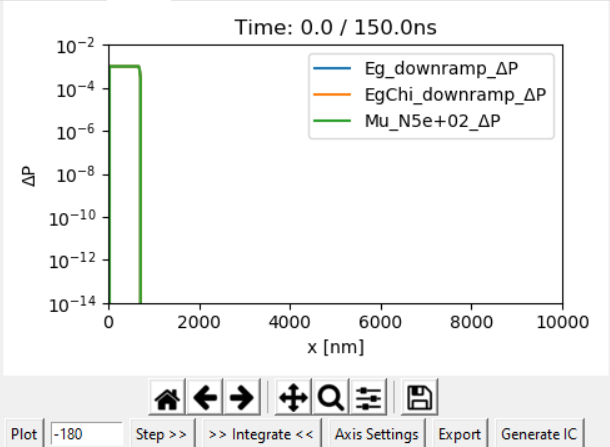 Time: 0.0 / 150.0ns
10⁻²
10⁻⁴
10⁻⁶
10⁻⁸
10⁻¹⁰
10⁻¹²
10⁻¹⁴
ΔP
Eg_downramp_ΔP
EgChi_downramp_ΔP
Mu_N5e+02_ΔP
0 2000 4000 6000 8000 10000
x [nm]
Plot -180 Step >> >> Integrate << Axis Settings Export Generate IC